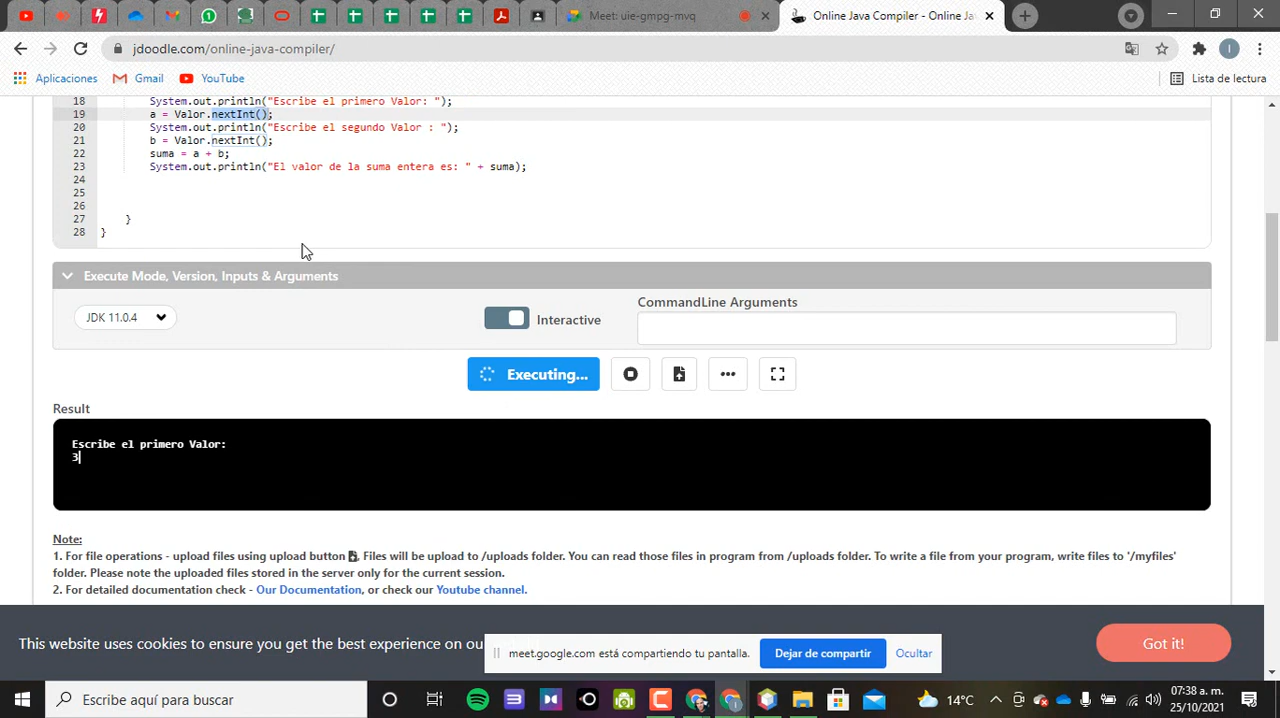 Meet: uie-gmpg-mvq
Online Java Compiler - Online Ja
jdoodle.com/online-java-compiler/
Aplicaciones
Gmail
YouTube
Lista de lectura
18 System.out.println("Escribe el primero Valor: ");
19 a = Valor.nextInt();
20 System.out.println("Escribe el segundo Valor : ");
21 b = Valor.nextInt();
22 suma = a + b;
23 System.out.println("El valor de la suma entera es: " + suma);
24
25
26
27 }
28 }
Execute Mode, Version, Inputs & Arguments
JDK 11.0.4
Interactive
CommandLine Arguments
Executing...
Result
Escribe el primero Valor:
3
Note:
1. For file operations - upload files using upload button. Files will be upload to /uploads folder. You can read those files in program from /uploads folder. To write a file from your program, write files to '/myfiles'
folder. Please note the uploaded files stored in the server only for the current session.
2. For detailed documentation check - Our Documentation, or check our Youtube channel.
This website uses cookies to ensure you get the best experience on ou
meet.google.com está compartiendo tu pantalla.
Dejar de compartir
Ocultar
Got it!
Escribe aquí para buscar
14°C
07:38 a. m.
25/10/2021